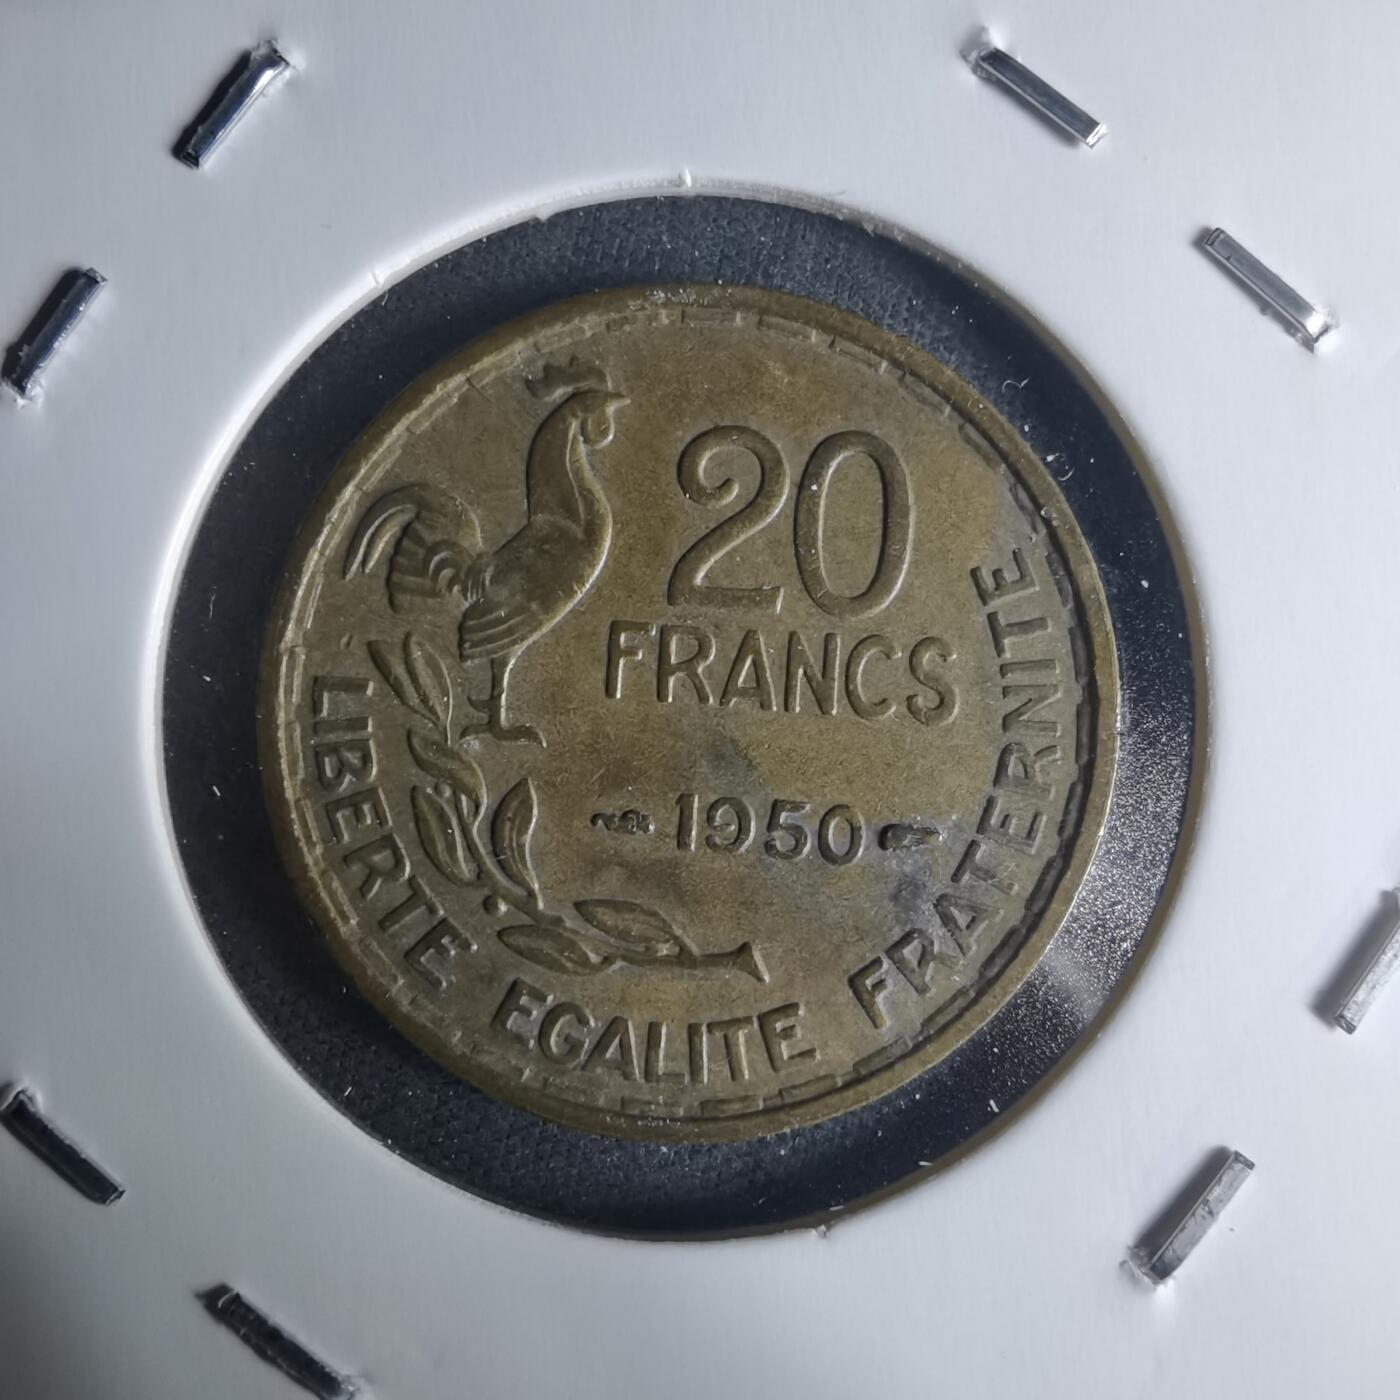 20
FRANCS
1950
LIBERTE EGALITE FRATERNITE